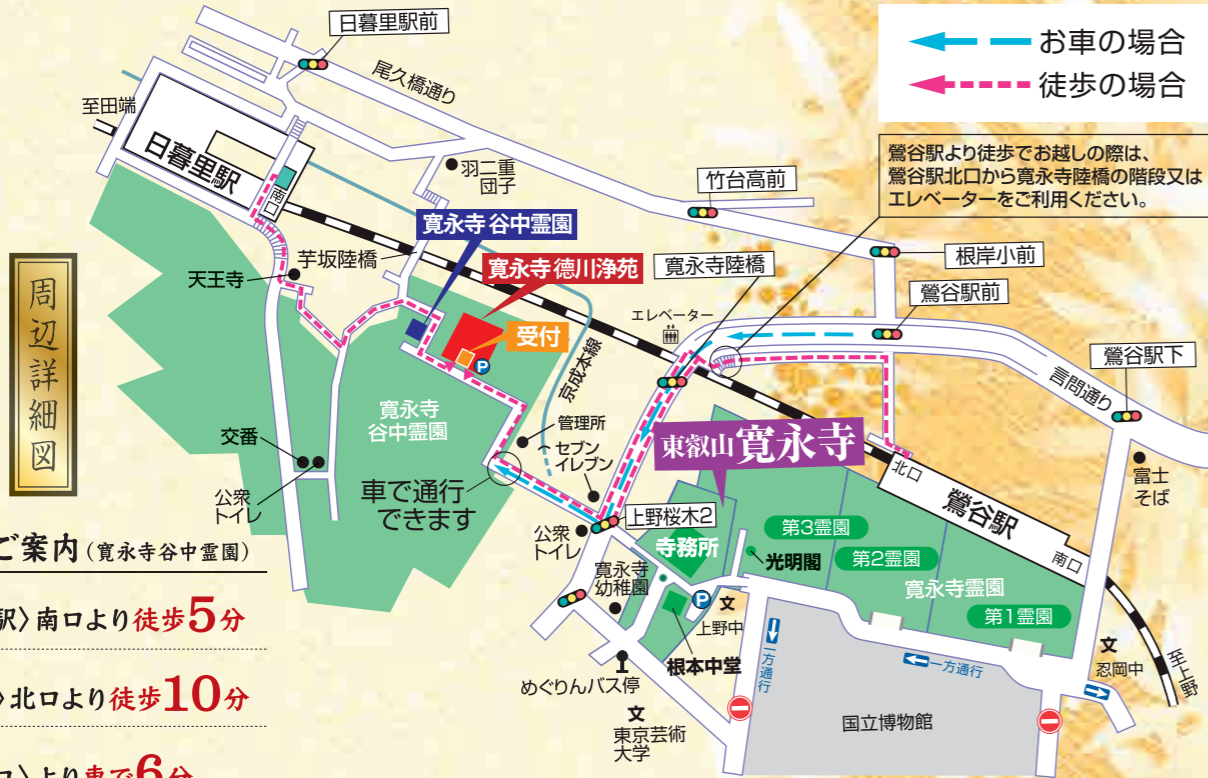 日暮里駅前
尾久橋通り
至田端
日暮里駅
南口
羽二重
団子
竹台高前
お車の場合
徒歩の場合
鶯谷駅より徒歩でお越しの際は、
鶯谷駅北口から寛永寺陸橋の階段又は
エレベーターをご利用ください。
寛永寺 谷中霊園
芋坂陸橋
天王寺
寛永寺 徳川浄苑
寛永寺陸橋
根岸小前
鶯谷駅前
エレベーター
受付
P
京成本線
鶯谷駅下
言問通り
周辺詳細図
寛永寺
谷中霊園
管理所
セブン
イレブン
交番
公衆
トイレ
車で通行
できます
東叡山 寛永寺
北口
鶯谷駅
南口
富士
そば
公衆
トイレ
上野桜木2
寺務所
光明閣
第3霊園
第2霊園
寛永寺霊園
第1霊園
寛永寺
幼稚園
P
文
上野中
根本中堂
めぐりんバス停
文
東京芸術
大学
一方通行
一方通行
国立博物館
文
忍岡中
至上野
ご案内(寛永寺谷中霊園)
駅〉南口より徒歩5分
〉北口より徒歩10分
口〉より車で6分